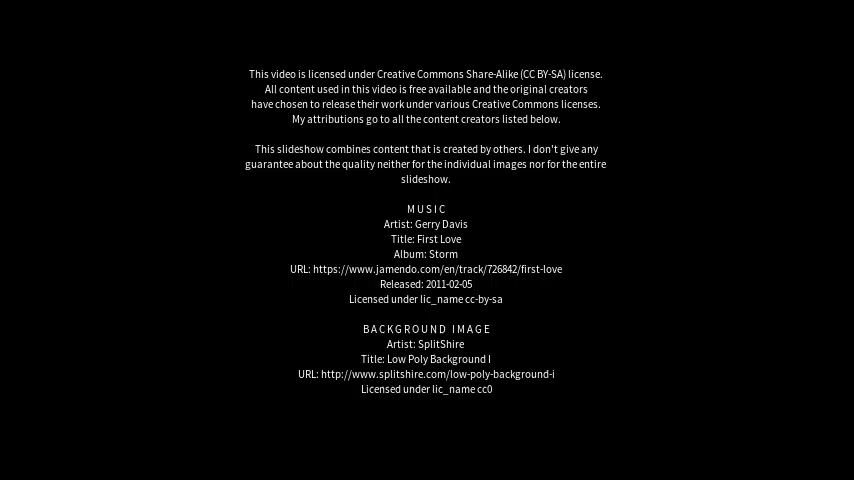 This video is licensed under Creative Commons Share-Alike (CC BY-SA) license.
All content used in this video is free available and the original creators
have chosen to release their work under various Creative Commons licenses.
My attributions go to all the content creators listed below.
This slideshow combines content that is created by others. I don't give any
guarantee about the quality neither for the individual images nor for the entire
slideshow.
MUSIC
Artist: Gerry Davis
Title: First Love
Album: Storm
URL: https://www.jamendo.com/en/track/726842/first-love
Released: 2011-02-05
Licensed under lic_name cc-by-sa
BACKGROUND IMAGE
Artist: SplitShire
Title: Low Poly Background I
URL: http://www.splitshire.com/low-poly-background-i
Licensed under lic_name cc0